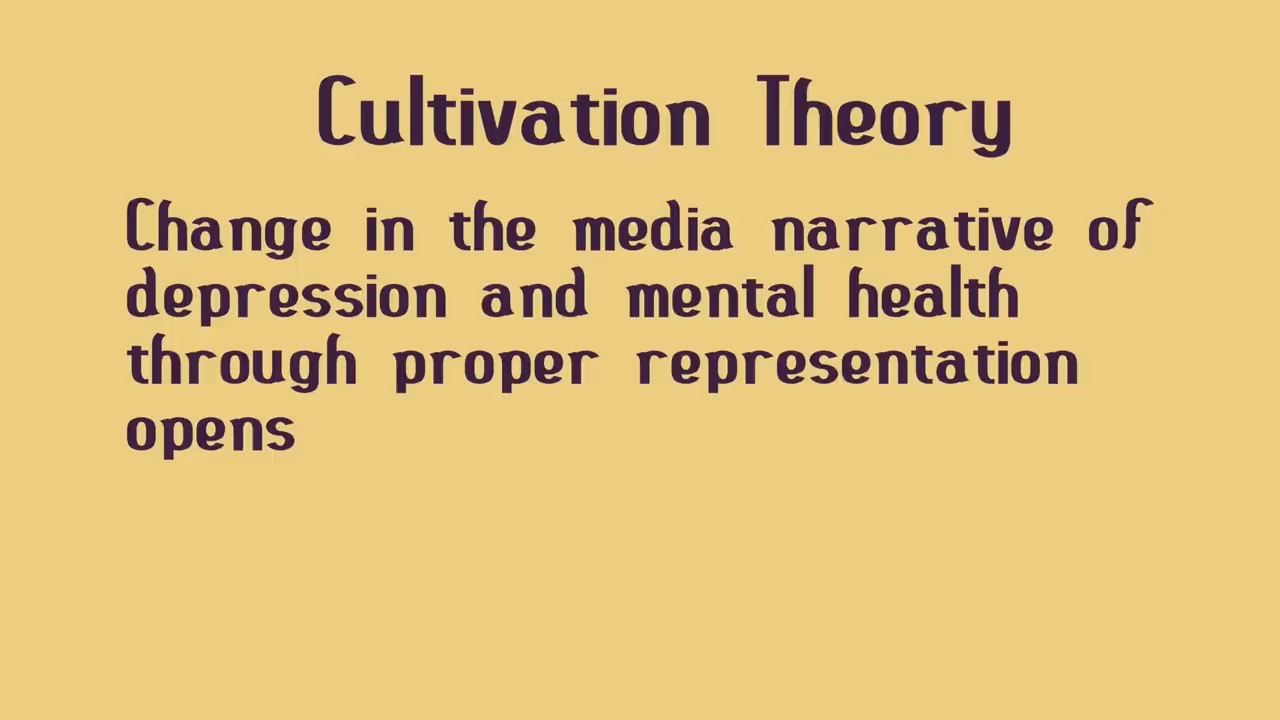 Cultivation Theory
Change in the media narrative of
depression and mental health
through proper representation
opens